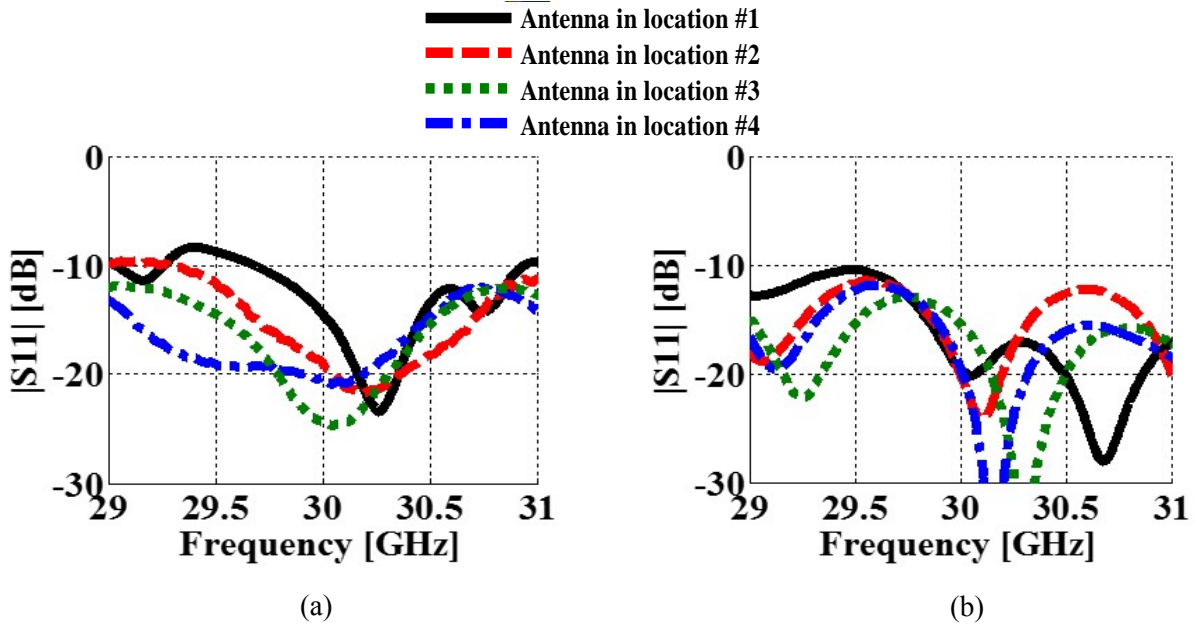 Antenna in location #1
Antenna in location #2
Antenna in location #3
Antenna in location #4
0
-10
-20
-30
|S11| [dB]
29
29.5
30
30.5
31
Frequency [GHz]
(a)
0
-10
-20
-30
|S11| [dB]
29
29.5
30
30.5
31
Frequency [GHz]
(b)